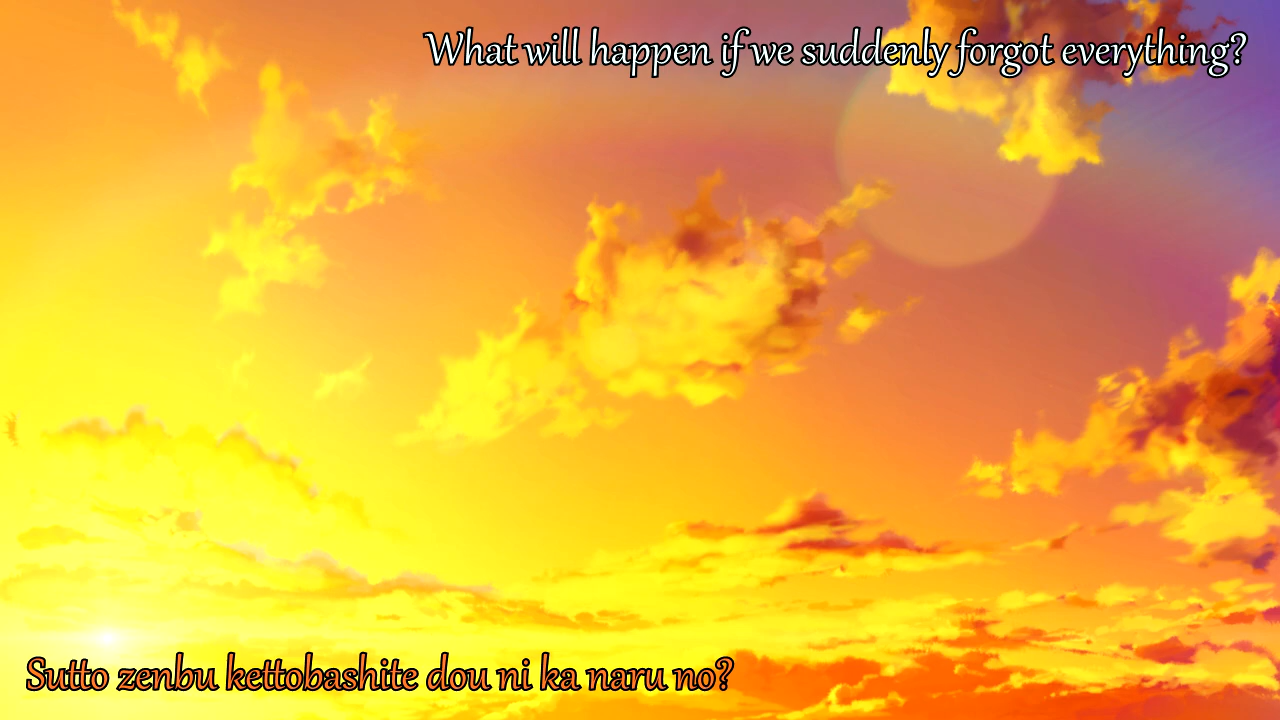 What will happen if we suddenly forgot everything?
Sutto zenbu kettobashite dou ni ka naru no?